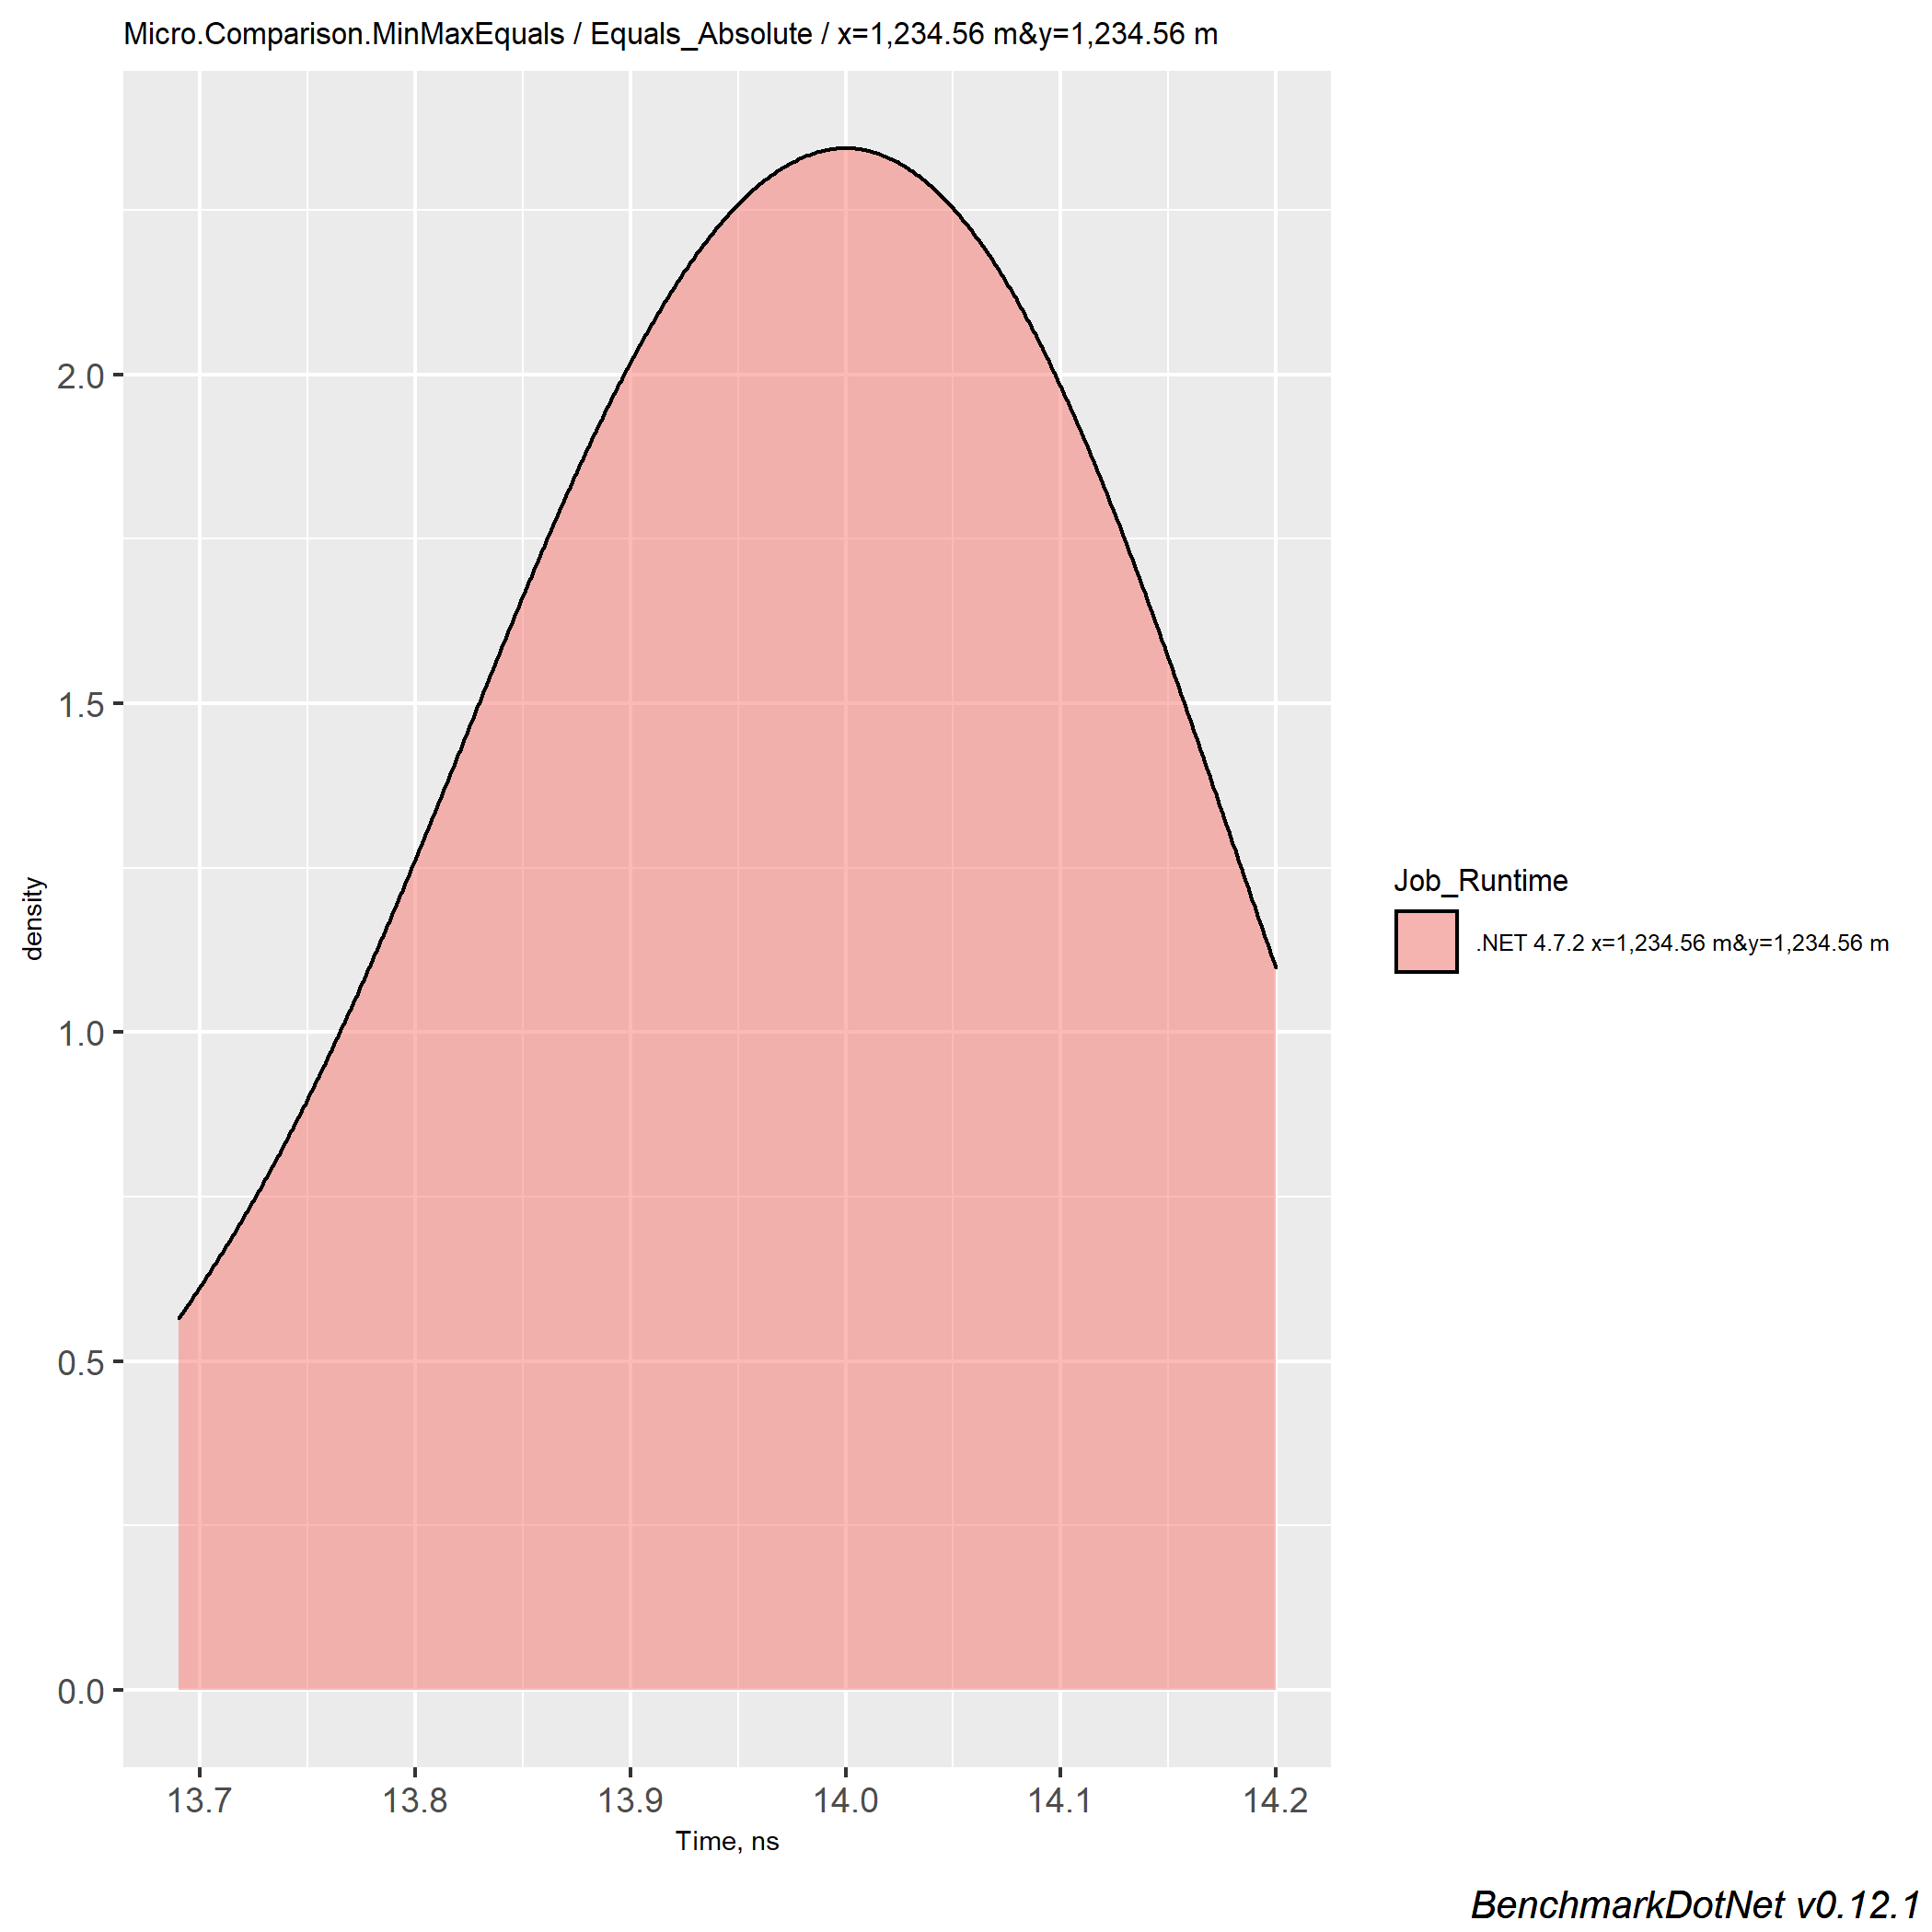 Micro.Comparison.MinMaxEquals / Equals_Absolute / x=1,234.56 m&y=1,234.56 m
density
2.0
1.5
1.0
0.5
0.0
13.7 13.8 13.9 14.0 14.1 14.2
Time, ns
Job_Runtime
.NET 4.7.2 x=1,234.56 m&y=1,234.56 m
BenchmarkDotNet v0.12.1